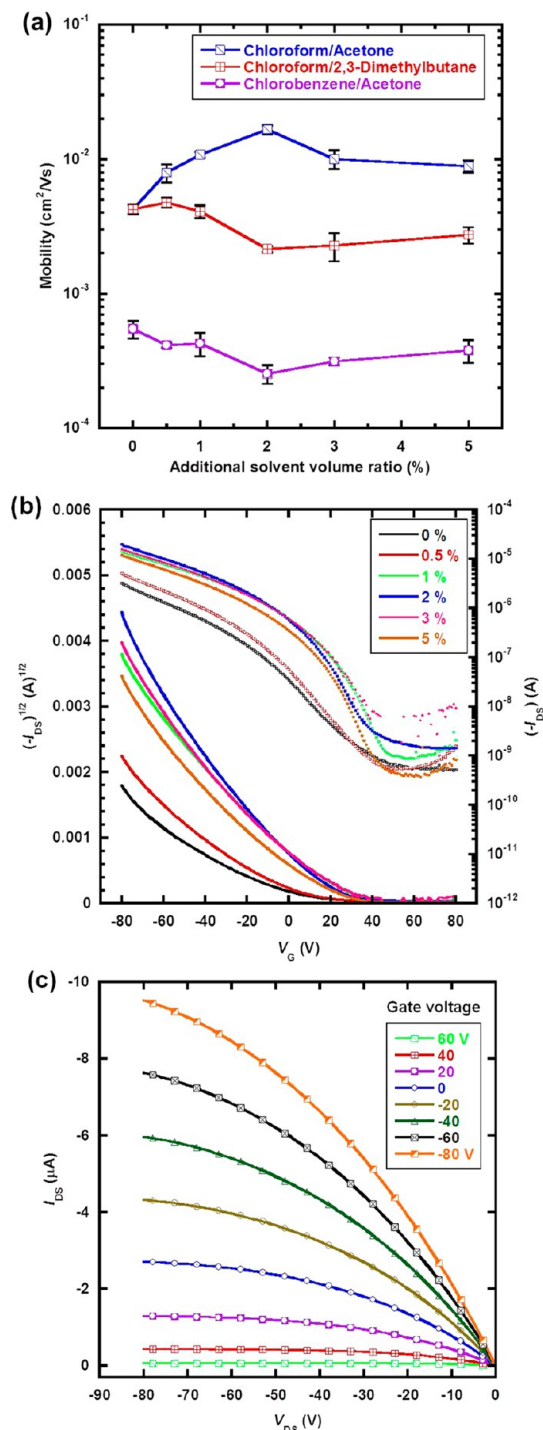 (a)
10⁻¹
10⁻²
10⁻³
10⁻⁴
Mobility (cm²/Vs)
Chloroform/Acetone
Chloroform/2,3-Dimethylbutane
Chlorobenzene/Acetone
0 1 2 3 4 5
Additional solvent volume ratio (%)
(b)
0.006
0.005
0.004
0.003
0.002
0.001
0
(-I_DS)^1/2 (A)^1/2
0 %
0.5 %
1 %
2 %
3 %
5 %
10⁻⁴
10⁻⁵
10⁻⁶
10⁻⁷
10⁻⁸
10⁻⁹
10⁻¹⁰
10⁻¹¹
10⁻¹²
(-I_DS) (A)
-80 -60 -40 -20 0 20 40 60 80
V_G (V)
(c)
-10
-8
-6
-4
-2
0
I_DS (μA)
Gate voltage
60 V
40
20
0
-20
-40
-60
-80 V
-90 -80 -70 -60 -50 -40 -30 -20 -10 0
V_DS (V)